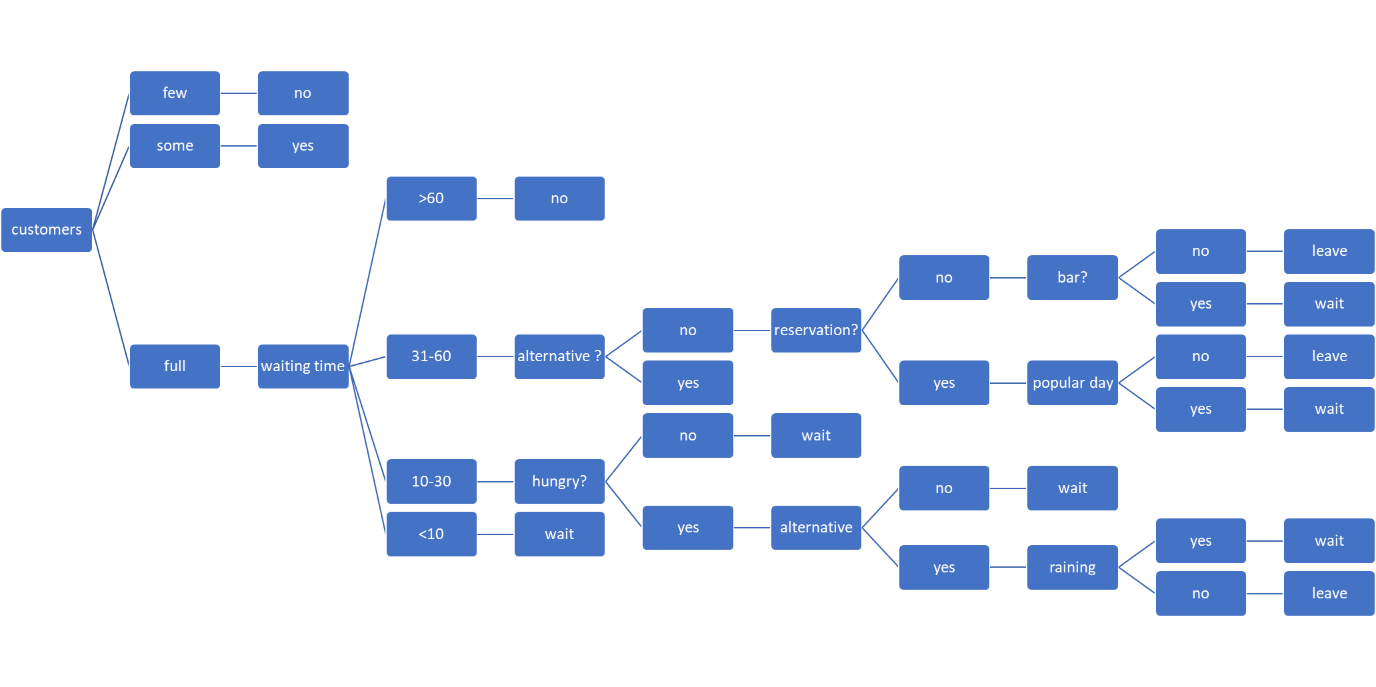 few
no
some
yes
>60
no
customers
no
leave
no
bar?
yes
wait
no
reservation?
31-60
alternative ?
no
leave
full
waiting time
yes
yes
popular day
yes
wait
no
wait
10-30
hungry?
no
wait
<10
wait
yes
alternative
yes
wait
yes
raining
no
leave